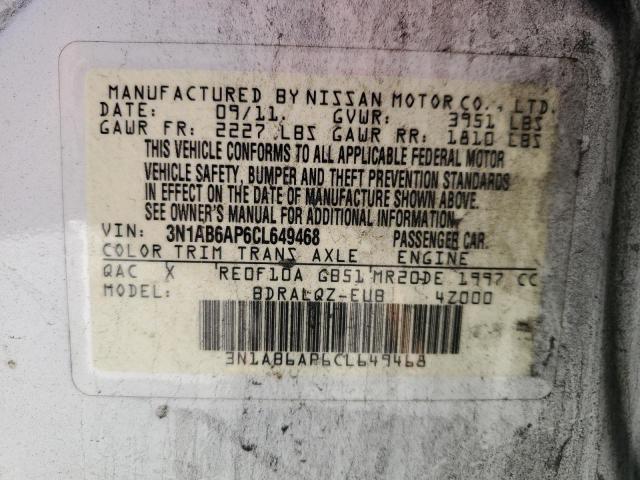 MANUFACTURED BY NISSAN MOTOR CO., LTD.
DATE: 09/11. GVWR: 3951 LBS
GAWR FR: 2227 LBS GAWR RR: 1810 LBS
THIS VEHICLE CONFORMS TO ALL APPLICABLE FEDERAL MOTOR
VEHICLE SAFETY, BUMPER AND THEFT PREVENTION STANDARDS
IN EFFECT ON THE DATE OF MANUFACTURE SHOWN ABOVE.
SEE OWNER'S MANUAL FOR ADDITIONAL INFORMATION.
VIN: 3N1AB6AP6CL649468 PASSENGER CAR.
COLOR TRIM TRANS AXLE ENGINE
QAC X RE0F10A GB51 MR20DE 1997 CC
MODEL: BDRALQZ-EUB 4Z000
3N1AB6AP6CL649468